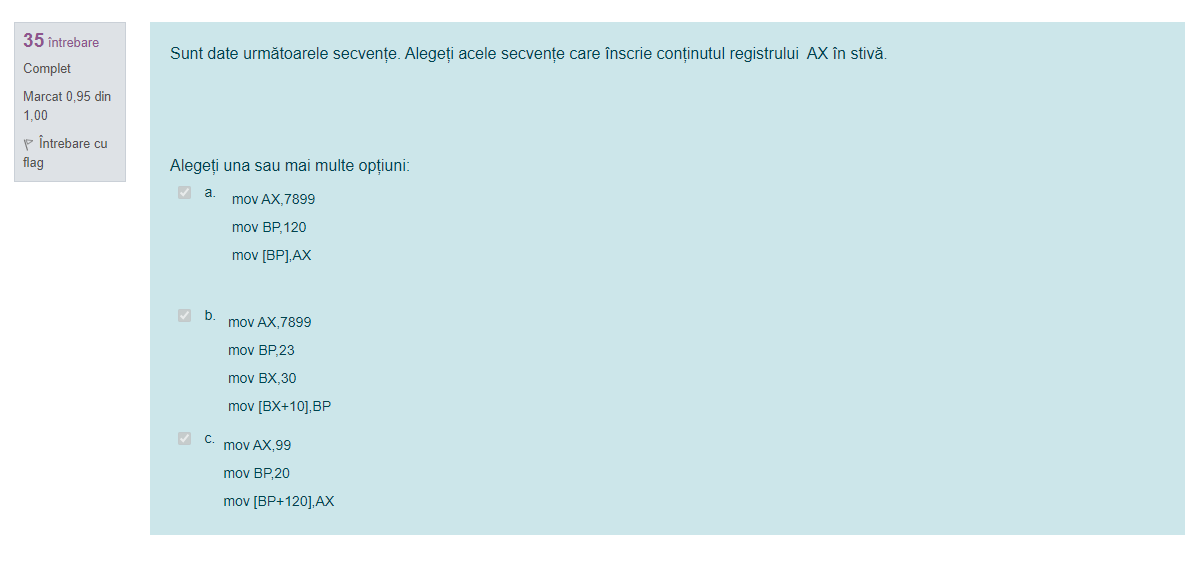 35 întrebare
Complet
Marcat 0,95 din
1,00
Întrebare cu
flag
Sunt date următoarele secvențe. Alegeți acele secvențe care înscrie conținutul registrului AX în stivă.
Alegeți una sau mai multe opțiuni:
a. mov AX,7899
mov BP,120
mov [BP],AX
b. mov AX,7899
mov BP,23
mov BX,30
mov [BX+10],BP
c. mov AX,99
mov BP,20
mov [BP+120],AX